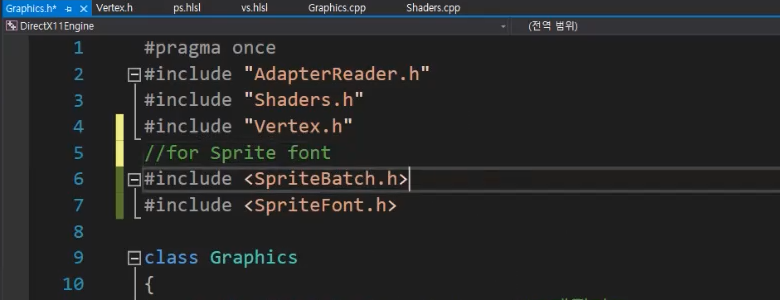 Graphics.h* Vertex.h ps.hlsl vs.hlsl Graphics.cpp Shaders.cpp
DirectX11Engine (전역 범위)
1 #pragma once
2 #include "AdapterReader.h"
3 #include "Shaders.h"
4 #include "Vertex.h"
5 //for Sprite font
6 #include <SpriteBatch.h>
7 #include <SpriteFont.h>
8
9 class Graphics
10 {